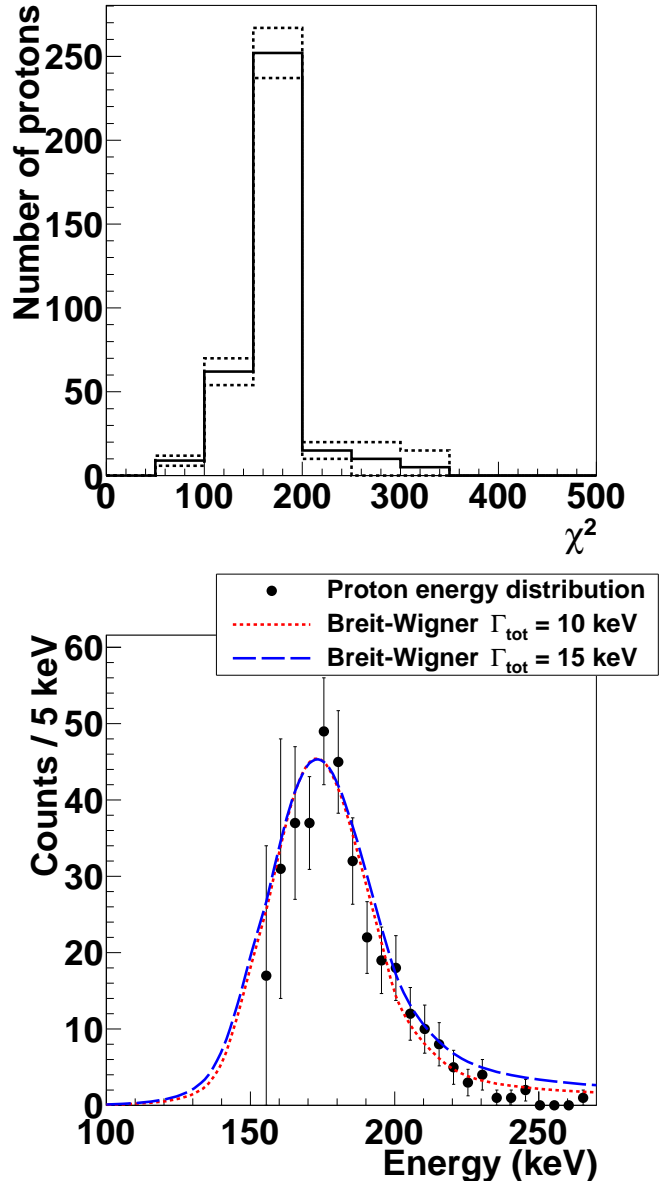 Number of protons
250
200
150
100
50
0
0 100 200 300 400 500
χ²
Proton energy distribution
Breit-Wigner Γtot = 10 keV
Breit-Wigner Γtot = 15 keV
Counts / 5 keV
60
50
40
30
20
10
0
100 150 200 250
Energy (keV)